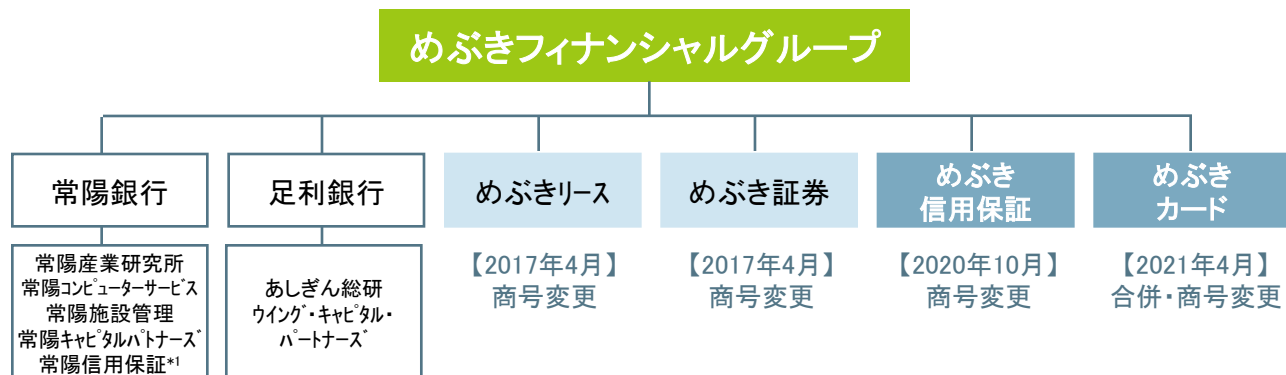 めぶきフィナンシャルグループ
常陽銀行
足利銀行
めぶきリース
めぶき証券
めぶき
信用保証
めぶき
カード
常陽産業研究所
常陽ｺﾝﾋﾟｭｰﾀｰｻｰﾋﾞｽ
常陽施設管理
常陽ｷｬﾋﾟﾀﾙﾊﾟﾄﾅｰｽﾞ
常陽信用保証*1
あしぎん総研
ｳｲﾝｸﾞ・ｷｬﾋﾟﾀﾙ・
ﾊﾟｰﾄﾅｰｽﾞ
【2017年4月】
商号変更
【2017年4月】
商号変更
【2020年10月】
商号変更
【2021年4月】
合併・商号変更